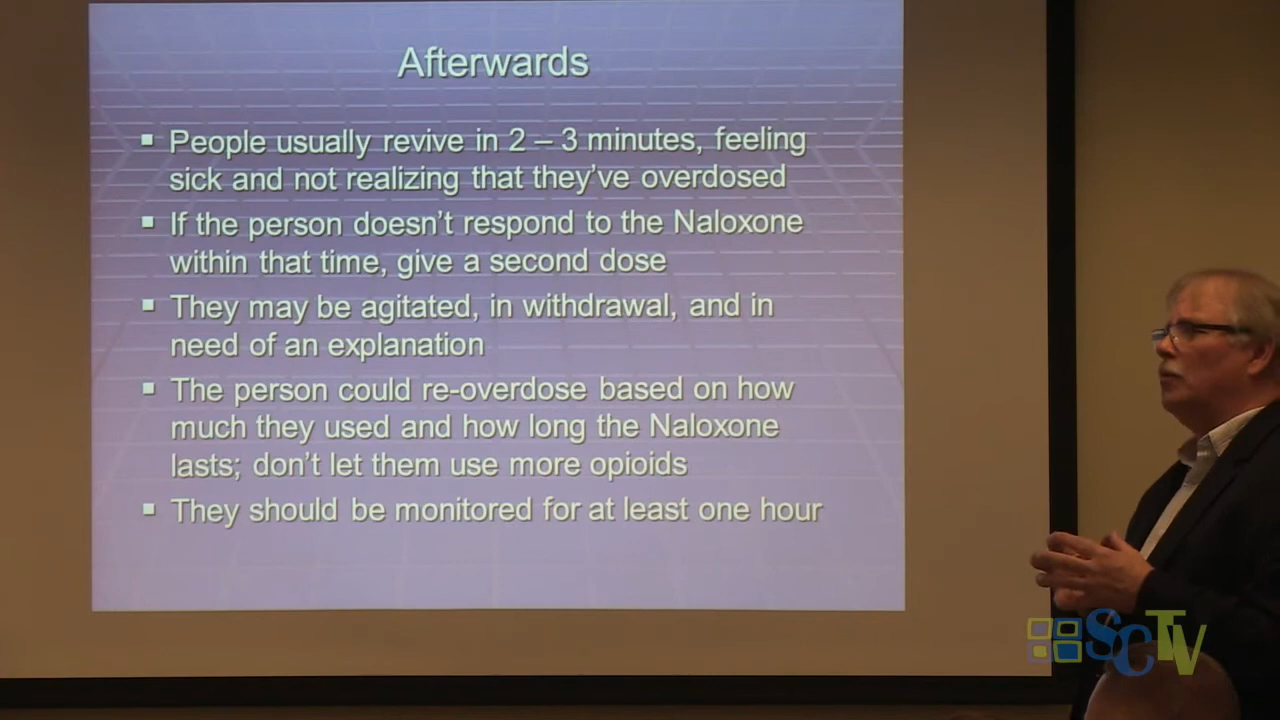 Afterwards
▪ People usually revive in 2 – 3 minutes, feeling
sick and not realizing that they've overdosed
▪ If the person doesn't respond to the Naloxone
within that time, give a second dose
▪ They may be agitated, in withdrawal, and in
need of an explanation
▪ The person could re-overdose based on how
much they used and how long the Naloxone
lasts; don't let them use more opioids
▪ They should be monitored for at least one hour
SCTV